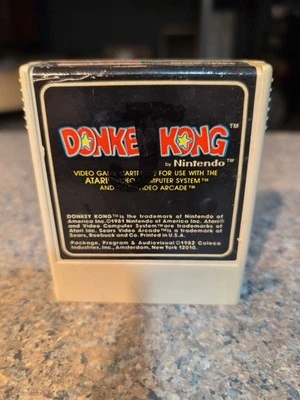 DONKEY KONG™
by Nintendo™
VIDEO GAME CARTRIDGE FOR USE WITH THE
ATARI VIDEO COMPUTER SYSTEM™
AND VIDEO ARCADE™
DONKEY KONG™ is the trademark of Nintendo of
America Inc. ©1981 Nintendo of America Inc. Atari®
and Video Computer System™ are trademarks of
Atari Inc. Sears Video Arcade™ is a trademark of
Sears, Roebuck and Co. Printed in U.S.A.
Package, Program & Audiovisual ©1982 Coleco
Industries, Inc., Amsterdam, New York 12010.